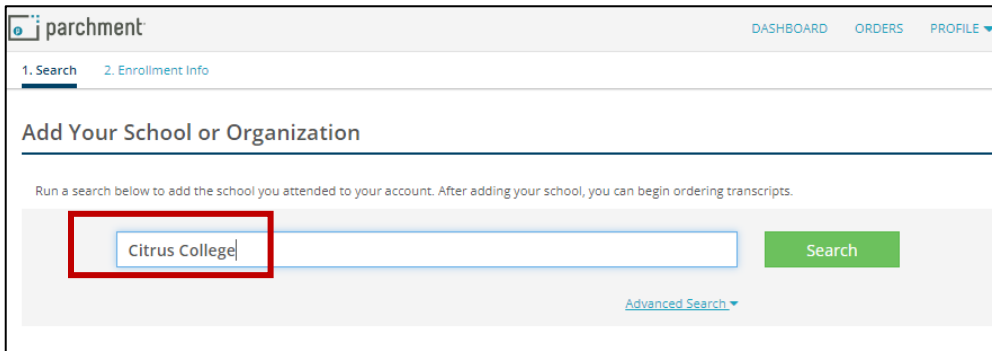 parchment
DASHBOARD ORDERS PROFILE
1. Search 2. Enrollment Info
Add Your School or Organization
Run a search below to add the school you attended to your account. After adding your school, you can begin ordering transcripts.
Citrus College
Search
Advanced Search